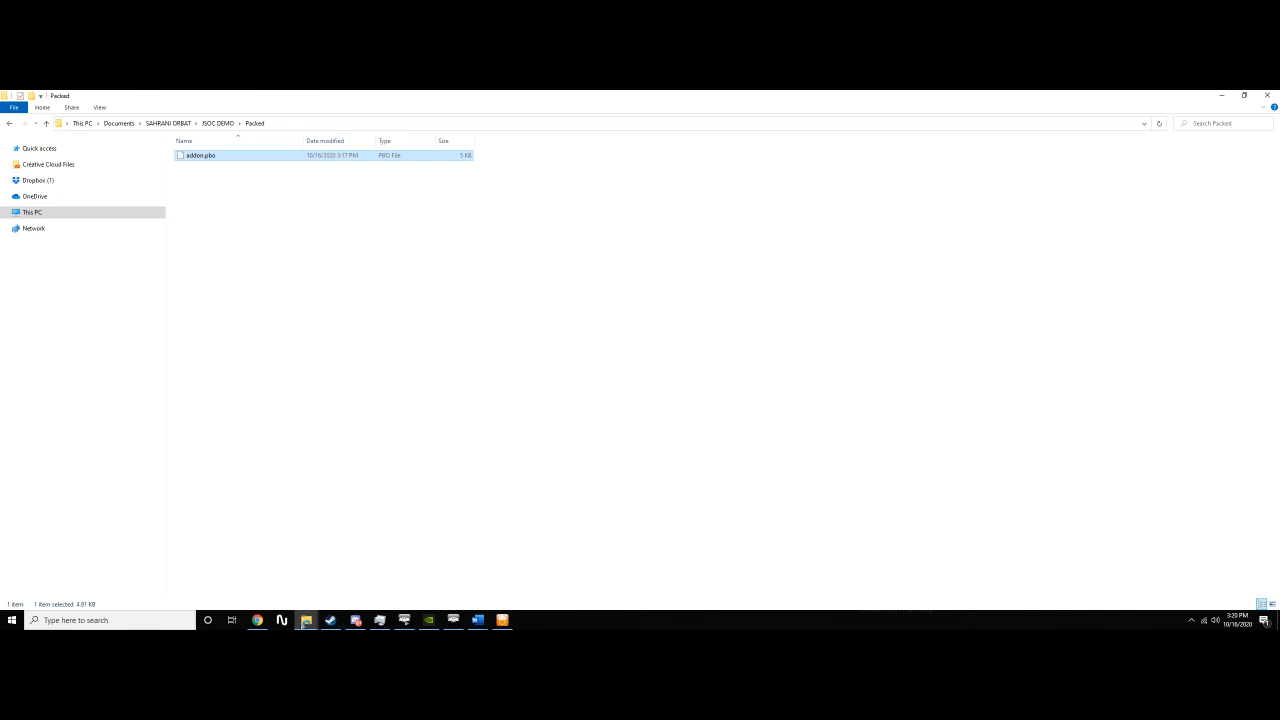 Packed
File Home Share View
This PC › Documents › SAHRANI ORBAT › JSOC DEMO › Packed
Search Packed
Name Date modified Type Size
Quick access
addon.pbo 10/16/2020 3:17 PM PBO File 5 KB
Creative Cloud Files
Dropbox (1)
OneDrive
This PC
Network
1 item 1 item selected 4.91 KB
Type here to search
3:20 PM
10/16/2020